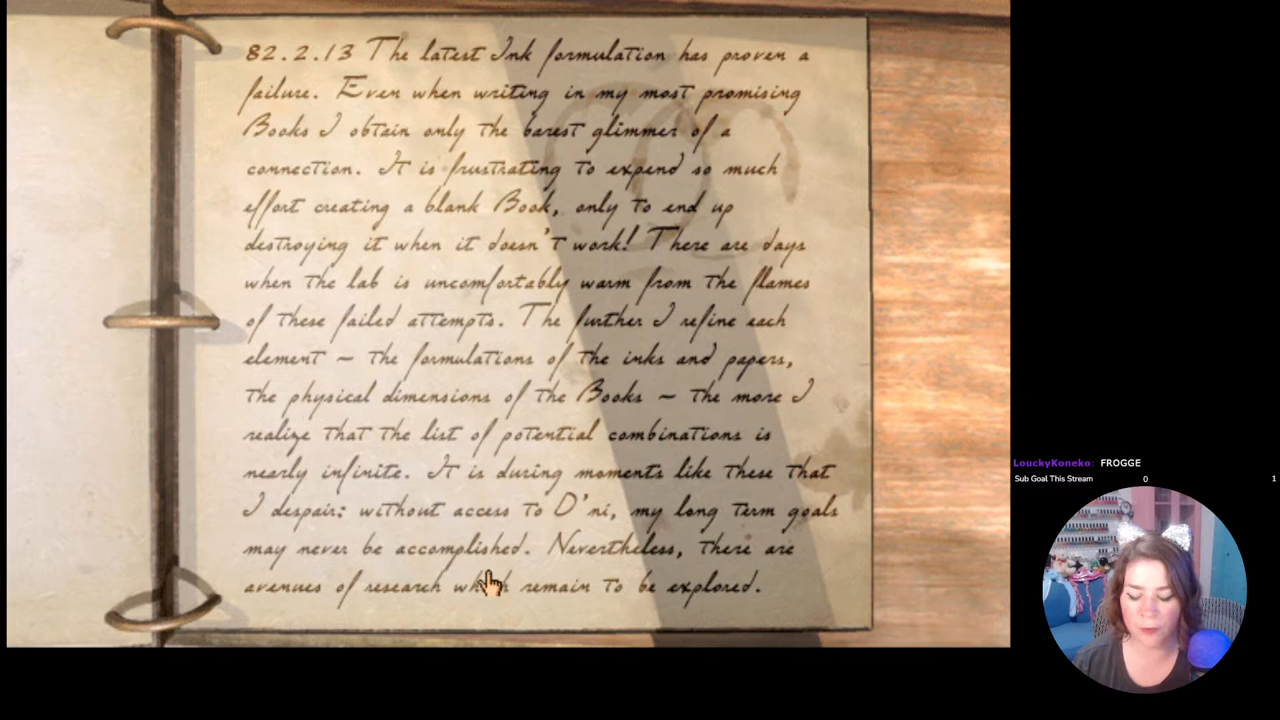 82.2.13 The latest Ink formulation has proven a
failure. Even when writing in my most promising
Books I obtain only the barest glimmer of a
connection. It is frustrating to expend so much
effort creating a blank Book, only to end up
destroying it when it doesn't work! There are days
when the lab is uncomfortably warm from the flames
of these failed attempts. The further I refine each
element – the formulations of the inks and papers,
the physical dimensions of the Books – the more I
realize that the list of potential combinations is
nearly infinite. It is during moments like these that
I despair: without access to D'ni, my long term goals
may never be accomplished. Nevertheless, there are
avenues of research which remain to be explored.
LouckyKoneko: FROGGE
Sub Goal This Stream 0 1